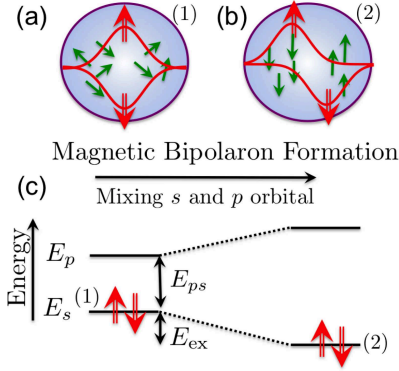 (a)
(1)
(b)
(2)
Magnetic Bipolaron Formation
Mixing s and p orbital
(c)
Energy
E_p
E_ps
E_s
(1)
E_ex
(2)